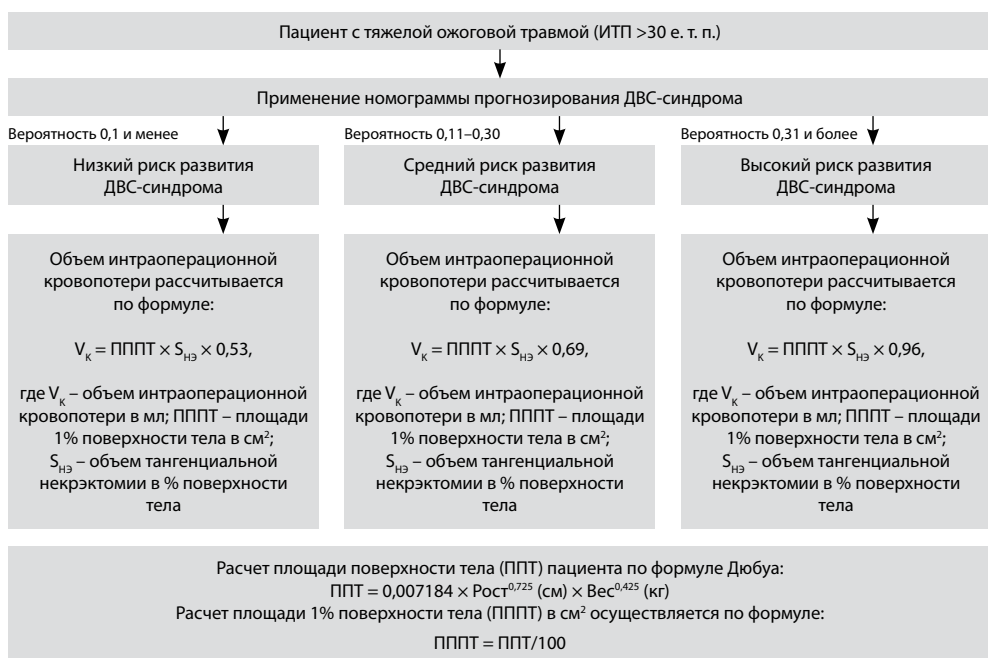 Пациент с тяжелой ожоговой травмой (ИТП >30 е. т. п.)
Применение номограммы прогнозирования ДВС-синдрома
Вероятность 0,1 и менее
Низкий риск развития
ДВС-синдрома
Объем интраоперационной
кровопотери рассчитывается
по формуле:
Vк = ПППТ × Sнэ × 0,53,
где Vк – объем интраоперационной
кровопотери в мл; ПППТ – площади
1% поверхности тела в см²;
Sнэ – объем тангенциальной
некрэктомии в % поверхности
тела
Вероятность 0,11–0,30
Средний риск развития
ДВС-синдрома
Объем интраоперационной
кровопотери рассчитывается
по формуле:
Vк = ПППТ × Sнэ × 0,69,
где Vк – объем интраоперационной
кровопотери в мл; ПППТ – площади
1% поверхности тела в см²;
Sнэ – объем тангенциальной
некрэктомии в % поверхности
тела
Вероятность 0,31 и более
Высокий риск развития
ДВС-синдрома
Объем интраоперационной
кровопотери рассчитывается
по формуле:
Vк = ПППТ × Sнэ × 0,96,
где Vк – объем интраоперационной
кровопотери в мл; ПППТ – площади
1% поверхности тела в см²;
Sнэ – объем тангенциальной
некрэктомии в % поверхности
тела
Расчет площади поверхности тела (ППТ) пациента по формуле Дюбуа:
ППТ = 0,007184 × Рост^0,725 (см) × Вес^0,425 (кг)
Расчет площади 1% поверхности тела (ПППТ) в см² осуществляется по формуле:
ПППТ = ППТ/100